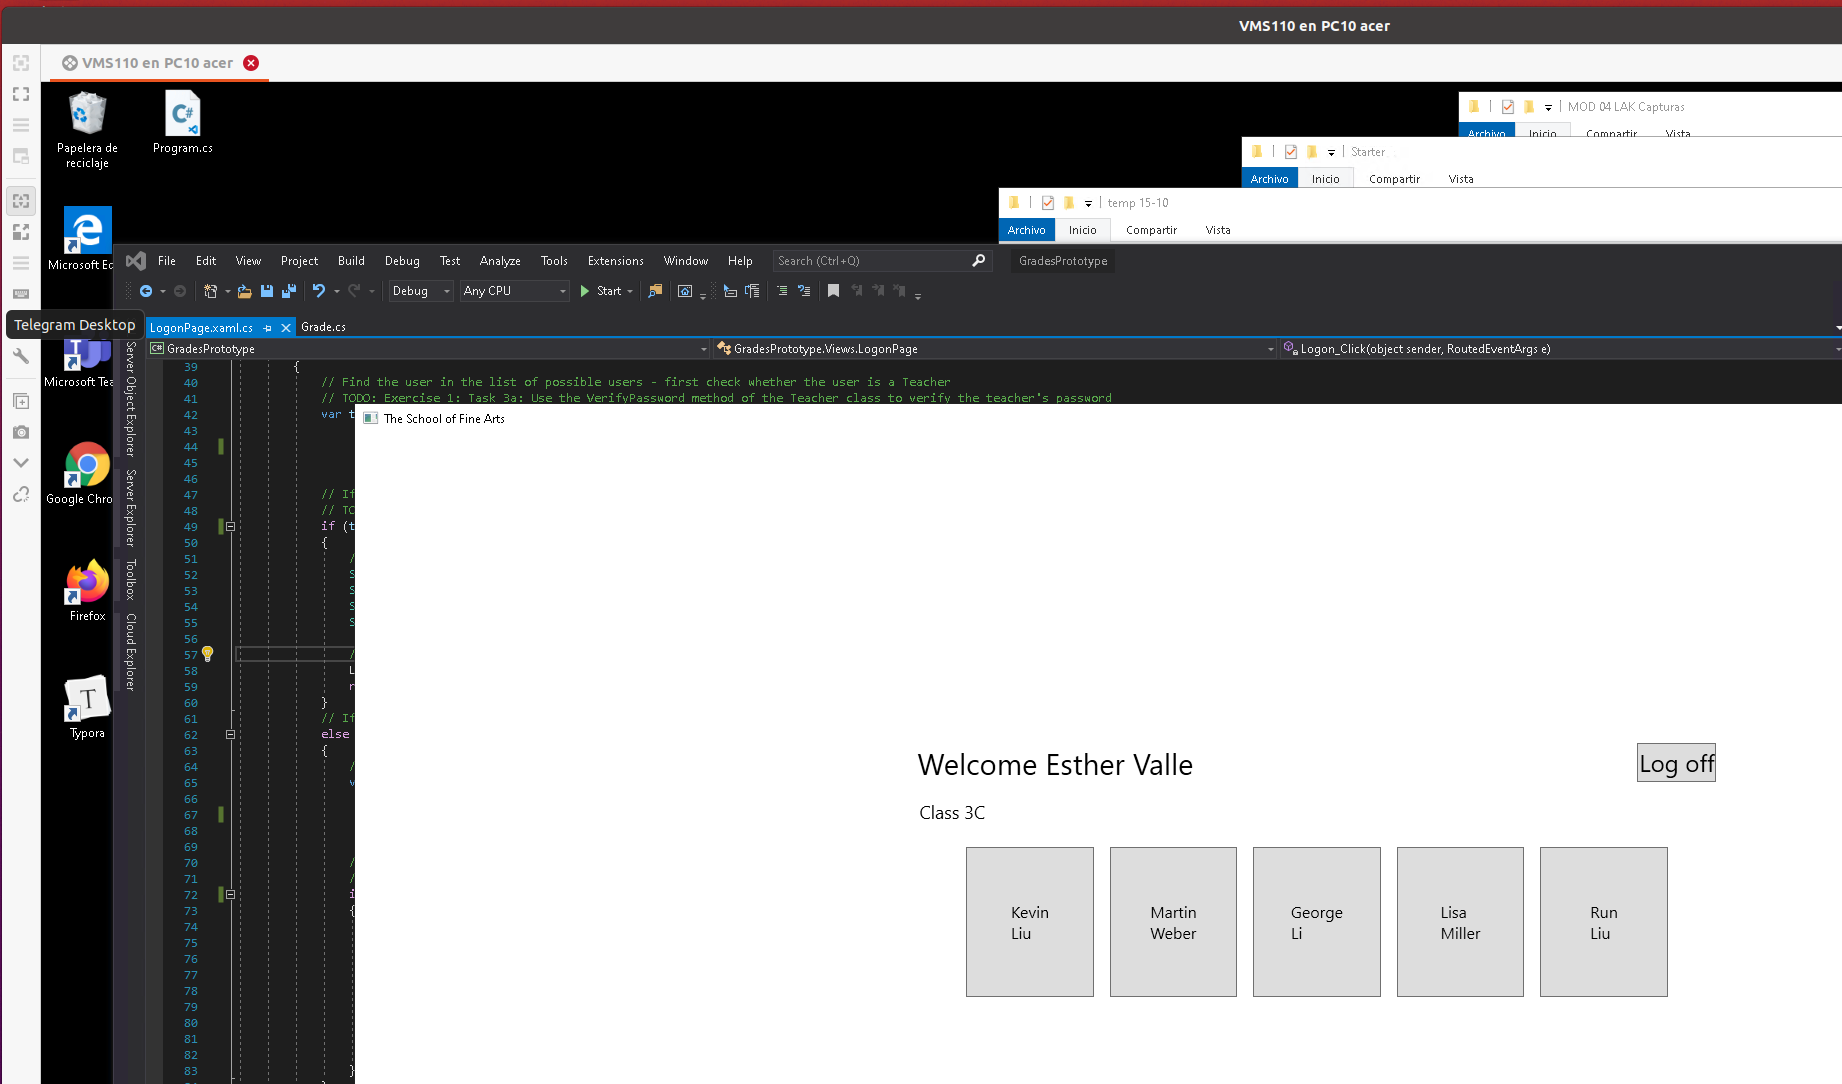 VMS110 en PC10 acer
VMS110 en PC10 acer
Papelera de
reciclaje
Program.cs
MOD 04 LAK Capturas
Archivo Inicio Compartir Vista
Starter
Archivo Inicio Compartir Vista
temp 15-10
Archivo Inicio Compartir Vista
Microsoft Ed
File Edit View Project Build Debug Test Analyze Tools Extensions Window Help Search (Ctrl+Q) GradesPrototype
Debug Any CPU Start
Telegram Desktop
LogonPage.xaml.cs Grade.cs
GradesPrototype GradesPrototype.Views.LogonPage Logon_Click(object sender, RoutedEventArgs e)
Microsoft Tea
Google Chro
Firefox
Typora
Server Object Explorer
Server Explorer
Toolbox
Cloud Explorer
39 {
40 // Find the user in the list of possible users - first check whether the user is a Teacher
41 // TODO: Exercise 1: Task 3a: Use the VerifyPassword method of the Teacher class to verify the teacher's password
42 var t
43
44
45
46
47 // If
48 // TO
49 if (t
50 {
51 /
52 S
53 S
54 S
55 S
56
57 /
58 L
59 r
60 }
61 // If
62 else
63 {
64 /
65 v
66
67
68
69
70 /
71 /
72 i
73 {
74
75
76
77
78
79
80
81
82
83 }
The School of Fine Arts
Welcome Esther Valle
Log off
Class 3C
Kevin
Liu
Martin
Weber
George
Li
Lisa
Miller
Run
Liu